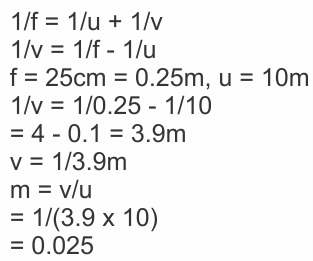 1/f = 1/u + 1/v
1/v = 1/f - 1/u
f = 25cm = 0.25m, u = 10m
1/v = 1/0.25 - 1/10
= 4 - 0.1 = 3.9m
v = 1/3.9m
m = v/u
= 1/(3.9 x 10)
= 0.025